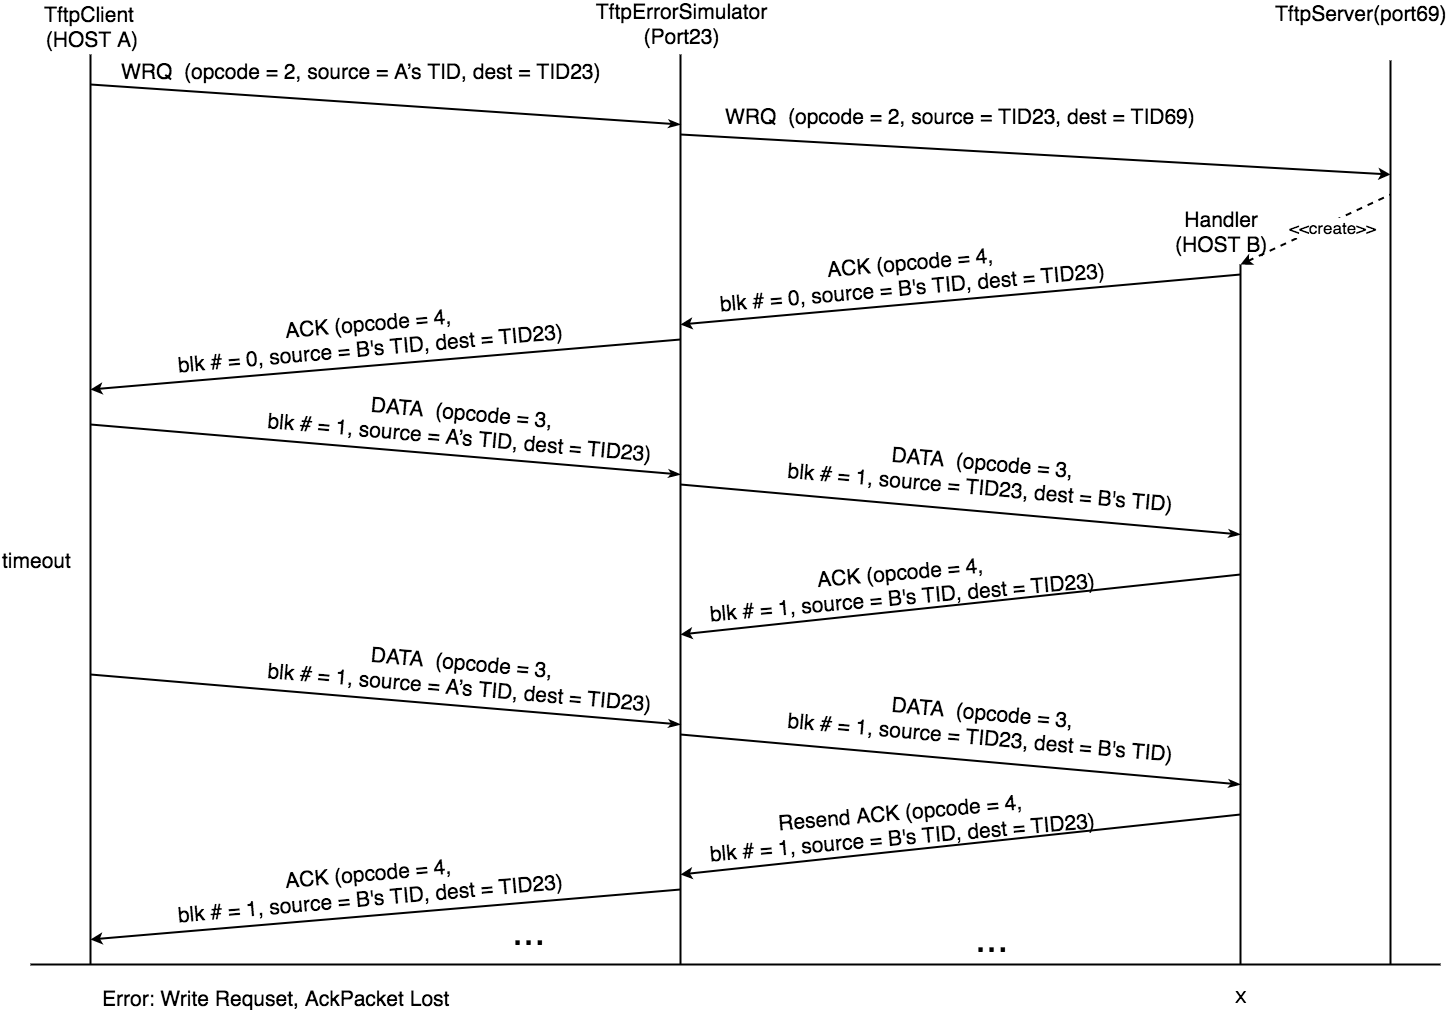 TftpClient
(HOST A)
TftpErrorSimulator
(Port23)
TftpServer(port69)
WRQ (opcode = 2, source = A's TID, dest = TID23)
WRQ (opcode = 2, source = TID23, dest = TID69)
Handler
(HOST B)
<<create>>
ACK (opcode = 4,
blk # = 0, source = B's TID, dest = TID23)
ACK (opcode = 4,
blk # = 0, source = B's TID, dest = TID23)
DATA (opcode = 3,
blk # = 1, source = A's TID, dest = TID23)
DATA (opcode = 3,
blk # = 1, source = TID23, dest = B's TID)
timeout
ACK (opcode = 4,
blk # = 1, source = B's TID, dest = TID23)
DATA (opcode = 3,
blk # = 1, source = A's TID, dest = TID23)
DATA (opcode = 3,
blk # = 1, source = TID23, dest = B's TID)
Resend ACK (opcode = 4,
blk # = 1, source = B's TID, dest = TID23)
ACK (opcode = 4,
blk # = 1, source = B's TID, dest = TID23)
...
...
Error: Write Requset, AckPacket Lost
x